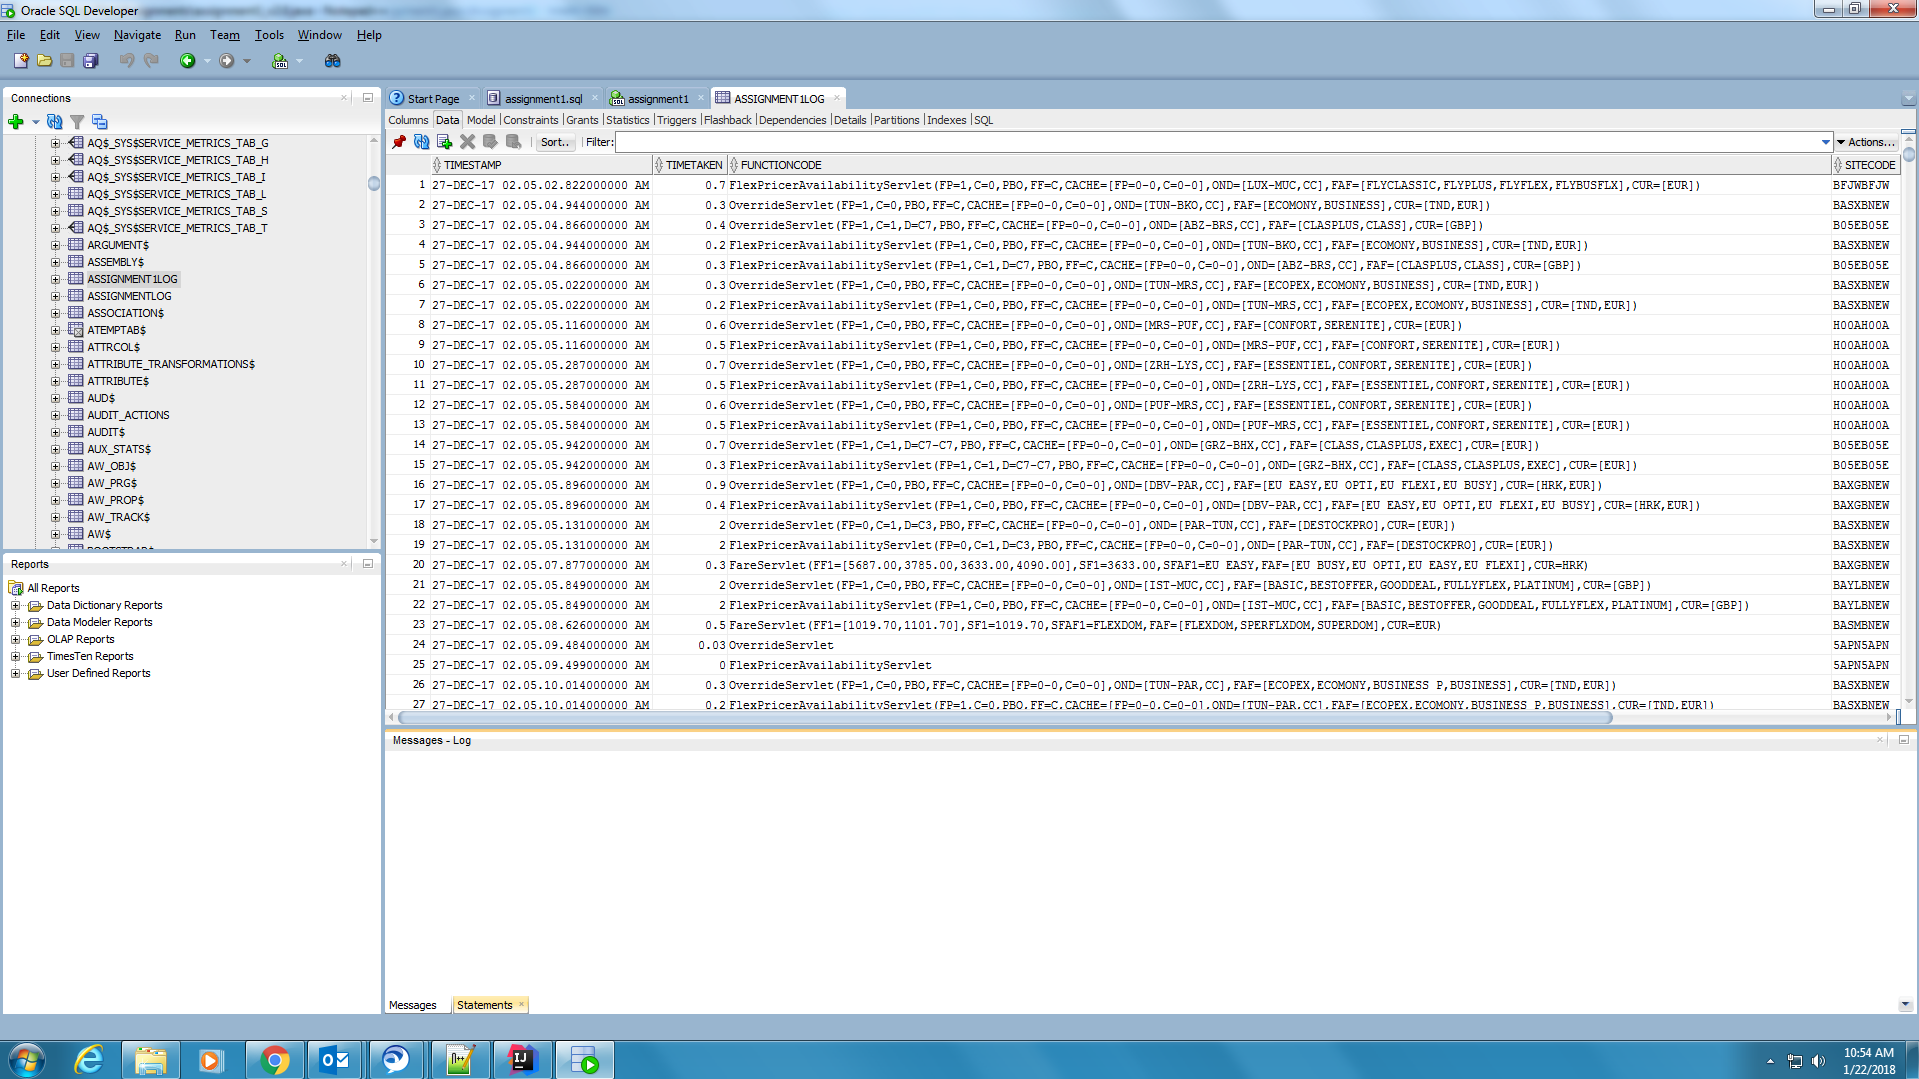 Oracle SQL Developer
File Edit View Navigate Run Team Tools Window Help
Connections
AQ$_SYS$SERVICE_METRICS_TAB_G
AQ$_SYS$SERVICE_METRICS_TAB_H
AQ$_SYS$SERVICE_METRICS_TAB_I
AQ$_SYS$SERVICE_METRICS_TAB_L
AQ$_SYS$SERVICE_METRICS_TAB_S
AQ$_SYS$SERVICE_METRICS_TAB_T
ARGUMENT$
ASSEMBLY$
ASSIGNMENT1LOG
ASSIGNMENTLOG
ASSOCIATION$
ATEMPTAB$
ATTRCOL$
ATTRIBUTE_TRANSFORMATIONS$
ATTRIBUTE$
AUD$
AUDIT_ACTIONS
AUDIT$
AUX_STATS$
AW_OBJ$
AW_PRG$
AW_PROP$
AW_TRACK$
AW$
Reports
All Reports
Data Dictionary Reports
Data Modeler Reports
OLAP Reports
TimesTen Reports
User Defined Reports
Start Page assignment1.sql assignment1 ASSIGNMENT1LOG
Columns Data Model Constraints Grants Statistics Triggers Flashback Dependencies Details Partitions Indexes SQL
Sort.. Filter: Actions...
TIMESTAMP TIMETAKEN FUNCTIONCODE SITECODE
1 27-DEC-17 02.05.02.822000000 AM 0.7 FlexPricerAvailabilityServlet(FP=1,C=0,PBO,FF=C,CACHE=[FP=0-0,C=0-0],OND=[LUX-MUC,CC],FAF=[FLYCLASSIC,FLYPLUS,FLYFLEX,FLYBUSFLX],CUR=[EUR]) BFJWBFJW
2 27-DEC-17 02.05.04.944000000 AM 0.3 OverrideServlet(FP=1,C=0,PBO,FF=C,CACHE=[FP=0-0,C=0-0],OND=[TUN-BKO,CC],FAF=[ECOMONY,BUSINESS],CUR=[TND,EUR]) BASXBNEW
3 27-DEC-17 02.05.04.866000000 AM 0.4 OverrideServlet(FP=1,C=1,D=C7,PBO,FF=C,CACHE=[FP=0-0,C=0-0],OND=[ABZ-BRS,CC],FAF=[CLASPLUS,CLASS],CUR=[GBP]) B05EB05E
4 27-DEC-17 02.05.04.944000000 AM 0.2 FlexPricerAvailabilityServlet(FP=1,C=0,PBO,FF=C,CACHE=[FP=0-0,C=0-0],OND=[TUN-BKO,CC],FAF=[ECOMONY,BUSINESS],CUR=[TND,EUR]) BASXBNEW
5 27-DEC-17 02.05.04.866000000 AM 0.3 FlexPricerAvailabilityServlet(FP=1,C=1,D=C7,PBO,FF=C,CACHE=[FP=0-0,C=0-0],OND=[ABZ-BRS,CC],FAF=[CLASPLUS,CLASS],CUR=[GBP]) B05EB05E
6 27-DEC-17 02.05.05.022000000 AM 0.3 OverrideServlet(FP=1,C=0,PBO,FF=C,CACHE=[FP=0-0,C=0-0],OND=[TUN-MRS,CC],FAF=[ECOPEX,ECOMONY,BUSINESS],CUR=[TND,EUR]) BASXBNEW
7 27-DEC-17 02.05.05.022000000 AM 0.2 FlexPricerAvailabilityServlet(FP=1,C=0,PBO,FF=C,CACHE=[FP=0-0,C=0-0],OND=[TUN-MRS,CC],FAF=[ECOPEX,ECOMONY,BUSINESS],CUR=[TND,EUR]) BASXBNEW
8 27-DEC-17 02.05.05.116000000 AM 0.6 OverrideServlet(FP=1,C=0,PBO,FF=C,CACHE=[FP=0-0,C=0-0],OND=[MRS-PUF,CC],FAF=[CONFORT,SERENITE],CUR=[EUR]) H00AH00A
9 27-DEC-17 02.05.05.116000000 AM 0.5 FlexPricerAvailabilityServlet(FP=1,C=0,PBO,FF=C,CACHE=[FP=0-0,C=0-0],OND=[MRS-PUF,CC],FAF=[CONFORT,SERENITE],CUR=[EUR]) H00AH00A
10 27-DEC-17 02.05.05.287000000 AM 0.7 OverrideServlet(FP=1,C=0,PBO,FF=C,CACHE=[FP=0-0,C=0-0],OND=[ZRH-LYS,CC],FAF=[ESSENTIEL,CONFORT,SERENITE],CUR=[EUR]) H00AH00A
11 27-DEC-17 02.05.05.287000000 AM 0.5 FlexPricerAvailabilityServlet(FP=1,C=0,PBO,FF=C,CACHE=[FP=0-0,C=0-0],OND=[ZRH-LYS,CC],FAF=[ESSENTIEL,CONFORT,SERENITE],CUR=[EUR]) H00AH00A
12 27-DEC-17 02.05.05.584000000 AM 0.6 OverrideServlet(FP=1,C=0,PBO,FF=C,CACHE=[FP=0-0,C=0-0],OND=[PUF-MRS,CC],FAF=[ESSENTIEL,CONFORT,SERENITE],CUR=[EUR]) H00AH00A
13 27-DEC-17 02.05.05.584000000 AM 0.5 FlexPricerAvailabilityServlet(FP=1,C=0,PBO,FF=C,CACHE=[FP=0-0,C=0-0],OND=[PUF-MRS,CC],FAF=[ESSENTIEL,CONFORT,SERENITE],CUR=[EUR]) H00AH00A
14 27-DEC-17 02.05.05.942000000 AM 0.7 OverrideServlet(FP=1,C=1,D=C7-C7,PBO,FF=C,CACHE=[FP=0-0,C=0-0],OND=[GRZ-BHX,CC],FAF=[CLASS,CLASPLUS,EXEC],CUR=[EUR]) B05EB05E
15 27-DEC-17 02.05.05.942000000 AM 0.3 FlexPricerAvailabilityServlet(FP=1,C=1,D=C7-C7,PBO,FF=C,CACHE=[FP=0-0,C=0-0],OND=[GRZ-BHX,CC],FAF=[CLASS,CLASPLUS,EXEC],CUR=[EUR]) B05EB05E
16 27-DEC-17 02.05.05.896000000 AM 0.9 OverrideServlet(FP=1,C=0,PBO,FF=C,CACHE=[FP=0-0,C=0-0],OND=[DBV-PAR,CC],FAF=[EU EASY,EU OPTI,EU FLEXI,EU BUSY],CUR=[HRK,EUR]) BAXGBNEW
17 27-DEC-17 02.05.05.896000000 AM 0.4 FlexPricerAvailabilityServlet(FP=1,C=0,PBO,FF=C,CACHE=[FP=0-0,C=0-0],OND=[DBV-PAR,CC],FAF=[EU EASY,EU OPTI,EU FLEXI,EU BUSY],CUR=[HRK,EUR]) BAXGBNEW
18 27-DEC-17 02.05.05.131000000 AM 2 OverrideServlet(FP=0,C=1,D=C3,PBO,FF=C,CACHE=[FP=0-0,C=0-0],OND=[PAR-TUN,CC],FAF=[DESTOCKPRO],CUR=[EUR]) BASXBNEW
19 27-DEC-17 02.05.05.131000000 AM 2 FlexPricerAvailabilityServlet(FP=0,C=1,D=C3,PBO,FF=C,CACHE=[FP=0-0,C=0-0],OND=[PAR-TUN,CC],FAF=[DESTOCKPRO],CUR=[EUR]) BASXBNEW
20 27-DEC-17 02.05.07.877000000 AM 0.3 FareServlet(FF1=[5687.00,3785.00,3633.00,4090.00],SF1=3633.00,SFAF1=EU EASY,FAF=[EU BUSY,EU OPTI,EU EASY,EU FLEXI],CUR=HRK) BAXGBNEW
21 27-DEC-17 02.05.05.849000000 AM 2 OverrideServlet(FP=1,C=0,PBO,FF=C,CACHE=[FP=0-0,C=0-0],OND=[IST-MUC,CC],FAF=[BASIC,BESTOFFER,GOODDEAL,FULLYFLEX,PLATINUM],CUR=[GBP]) BAYLBNEW
22 27-DEC-17 02.05.05.849000000 AM 2 FlexPricerAvailabilityServlet(FP=1,C=0,PBO,FF=C,CACHE=[FP=0-0,C=0-0],OND=[IST-MUC,CC],FAF=[BASIC,BESTOFFER,GOODDEAL,FULLYFLEX,PLATINUM],CUR=[GBP]) BAYLBNEW
23 27-DEC-17 02.05.08.626000000 AM 0.5 FareServlet(FF1=[1019.70,1101.70],SF1=1019.70,SFAF1=FLEXDOM,FAF=[FLEXDOM,SPERFLXDOM,SUPERDOM],CUR=EUR) BASMBNEW
24 27-DEC-17 02.05.09.484000000 AM 0.03 OverrideServlet 5APN5APN
25 27-DEC-17 02.05.09.499000000 AM 0 FlexPricerAvailabilityServlet 5APN5APN
26 27-DEC-17 02.05.10.014000000 AM 0.3 OverrideServlet(FP=1,C=0,PBO,FF=C,CACHE=[FP=0-0,C=0-0],OND=[TUN-PAR,CC],FAF=[ECOPEX,ECOMONY,BUSINESS P,BUSINESS],CUR=[TND,EUR]) BASXBNEW
27 27-DEC-17 02.05.10.014000000 AM 0.2 FlexPricerAvailabilityServlet(FP=1,C=0,PBO,FF=C,CACHE=[FP=0-0,C=0-0],OND=[TUN-PAR,CC],FAF=[ECOPEX,ECOMONY,BUSINESS P,BUSINESS],CUR=[TND,EUR]) BASXBNEW
Messages - Log
Messages Statements
10:54 AM
1/22/2018